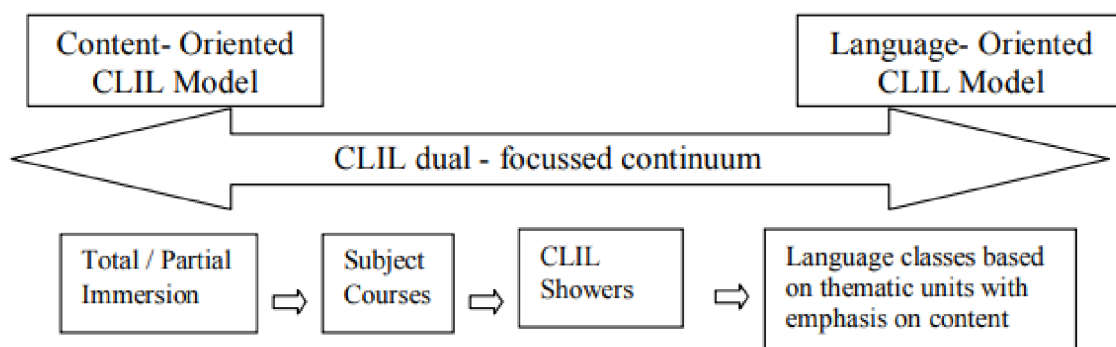 Content- Oriented
CLIL Model
Language- Oriented
CLIL Model
CLIL dual - focussed continuum
Total / Partial
Immersion
Subject
Courses
CLIL
Showers
Language classes based
on thematic units with
emphasis on content